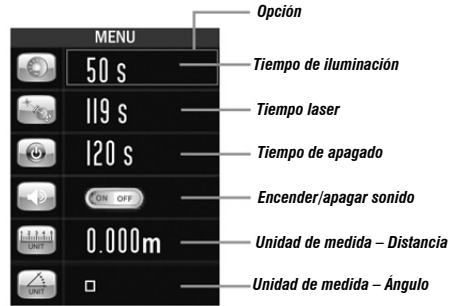 Opción
MENU
50 s
Tiempo de iluminación
119 s
Tiempo laser
120 s
Tiempo de apagado
ON OFF
Encender/apagar sonido
UNIT
0.000m
Unidad de medida – Distancia
UNIT
Unidad de medida – Ángulo